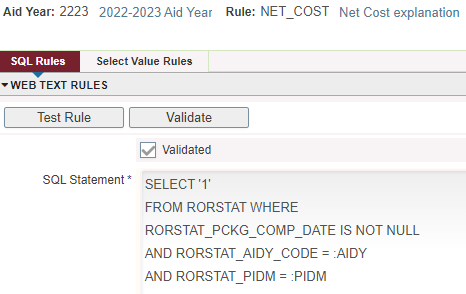 Aid Year: 2223 2022-2023 Aid Year Rule: NET_COST Net Cost explanation
SQL Rules Select Value Rules
WEB TEXT RULES
Test Rule Validate
Validated
SQL Statement * SELECT '1'
FROM RORSTAT WHERE
RORSTAT_PCKG_COMP_DATE IS NOT NULL
AND RORSTAT_AIDY_CODE = :AIDY
AND RORSTAT_PIDM = :PIDM